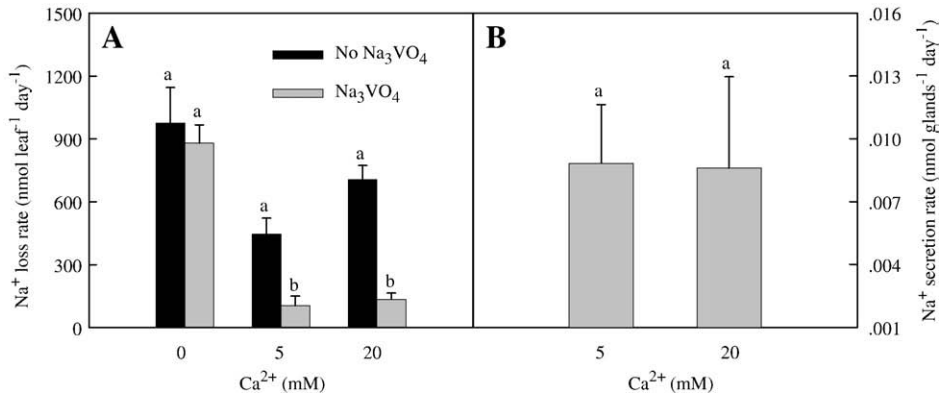 A
B
No Na₃VO₄
Na₃VO₄
1500
1200
900
600
300
0
Na⁺ loss rate (nmol leaf⁻¹ day⁻¹)
a
a
a
b
a
b
0
5
20
Ca²⁺ (mM)
a
a
5
20
Ca²⁺ (mM)
.016
.013
.010
.007
.004
.001
Na⁺ secretion rate (nmol glands⁻¹ day⁻¹)